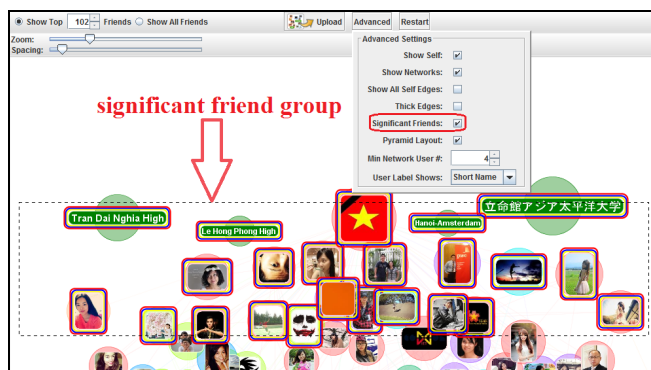 Show Top 102 Friends Show All Friends Upload Advanced Restart
Zoom:
Spacing:
Advanced Settings
Show Self:
Show Networks:
Show All Self Edges:
Thick Edges:
Significant Friends:
Pyramid Layout:
Min Network User #: 4
User Label Shows: Short Name
significant friend group
Tran Dai Nghia High
Le Hong Phong High
Hanoi-Amsterdam
立命館アジア太平洋大学